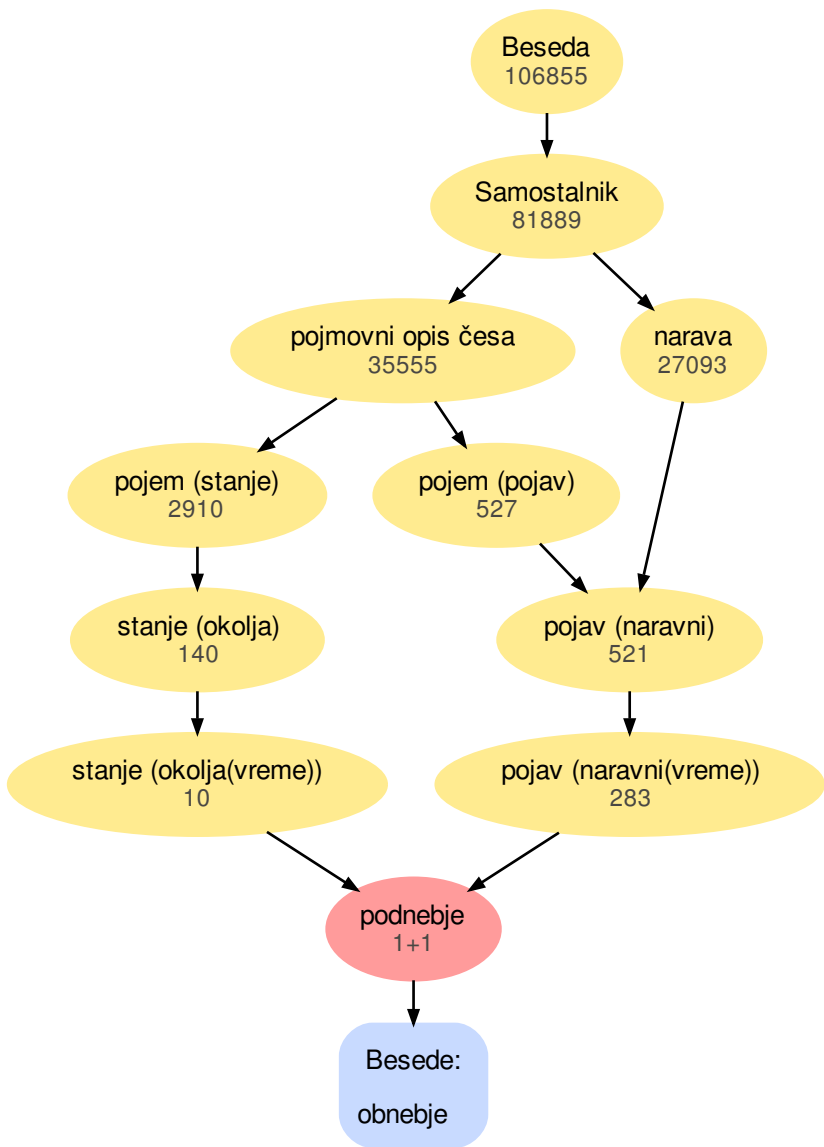 Beseda
106855
Samostalnik
81889
pojmovni opis česa
35555
narava
27093
pojem (stanje)
2910
pojem (pojav)
527
stanje (okolja)
140
pojav (naravni)
521
stanje (okolja(vreme))
10
pojav (naravni(vreme))
283
podnebje
1+1
Besede:
obnebje